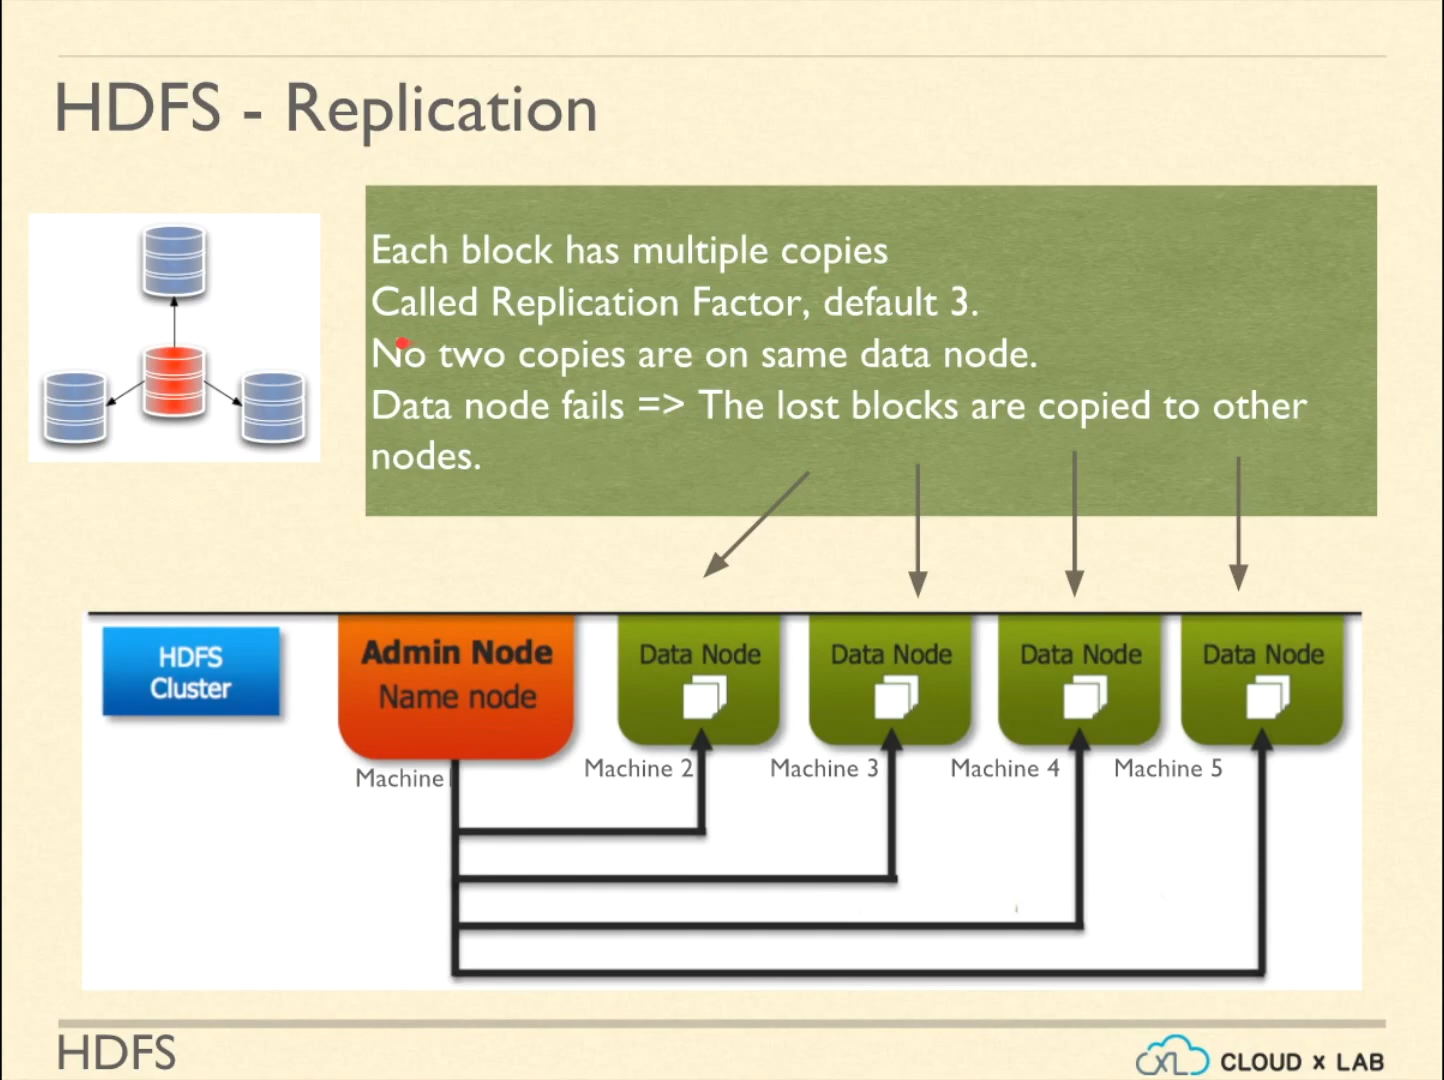 HDFS - Replication
Each block has multiple copies
Called Replication Factor, default 3.
No two copies are on same data node.
Data node fails => The lost blocks are copied to other
nodes.
HDFS
Cluster
Admin Node
Name node
Data Node
Data Node
Data Node
Data Node
Machine
Machine 2
Machine 3
Machine 4
Machine 5
HDFS
CXL CLOUD x LAB